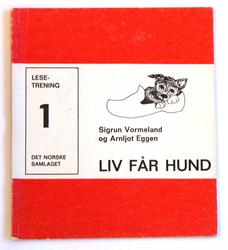 LESE-
TRENING
1
DET NORSKE
SAMLAGET
Sigrun Vormeland
og Arnljot Eggen
LIV FÅR HUND